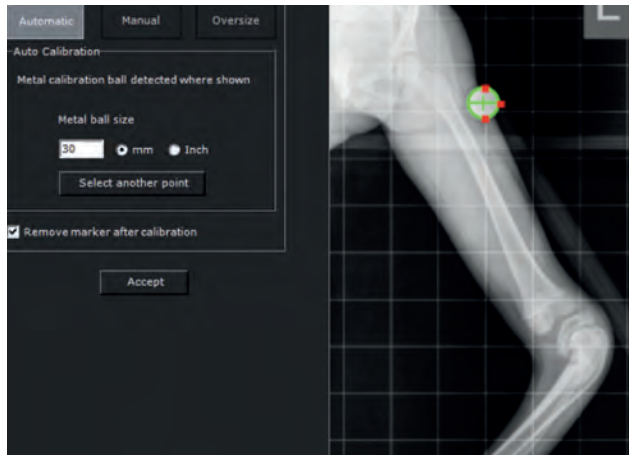 Automatic Manual Oversize
Auto Calibration
Metal calibration ball detected where shown
Metal ball size
30 mm Inch
Select another point
Remove marker after calibration
Accept
L